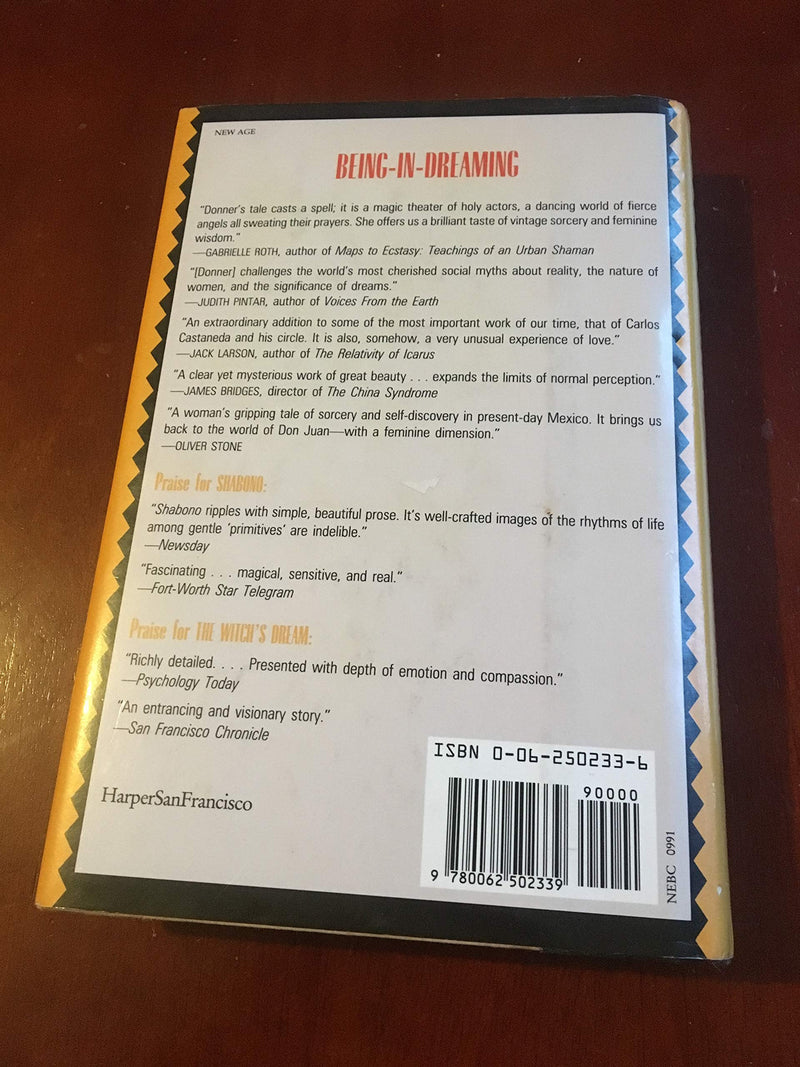 NEW AGE
BEING-IN-DREAMING
"Donner's tale casts a spell; it is a magic theater of holy actors, a dancing world of fierce
angels all sweating their prayers. She offers us a brilliant taste of vintage sorcery and feminine
wisdom."
—GABRIELLE ROTH, author of Maps to Ecstasy: Teachings of an Urban Shaman
"[Donner] challenges the world's most cherished social myths about reality, the nature of
women, and the significance of dreams."
—JUDITH PINTAR, author of Voices From the Earth
"An extraordinary addition to some of the most important work of our time, that of Carlos
Castaneda and his circle. It is also, somehow, a very unusual experience of love."
—JACK LARSON, author of The Relativity of Icarus
"A clear yet mysterious work of great beauty . . . expands the limits of normal perception."
—JAMES BRIDGES, director of The China Syndrome
"A woman's gripping tale of sorcery and self-discovery in present-day Mexico. It brings us
back to the world of Don Juan—with a feminine dimension."
—OLIVER STONE
Praise for SHABONO:
"Shabono ripples with simple, beautiful prose. It's well-crafted images of the rhythms of life
among gentle 'primitives' are indelible."
—Newsday
"Fascinating . . . magical, sensitive, and real."
—Fort-Worth Star Telegram
Praise for THE WITCH'S DREAM:
"Richly detailed. . . . Presented with depth of emotion and compassion."
—Psychology Today
"An entrancing and visionary story."
—San Francisco Chronicle
HarperSanFrancisco
ISBN 0-06-250233-6
90000
9 780062 502339
NEBC 0991